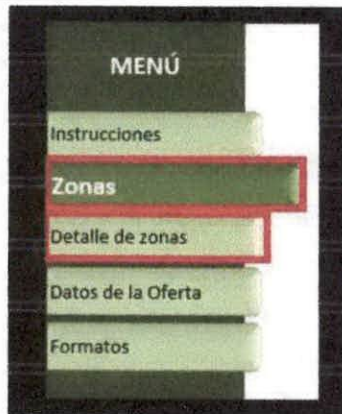 MENÚ
Instrucciones
Zonas
Detalle de zonas
Datos de la Oferta
Formatos